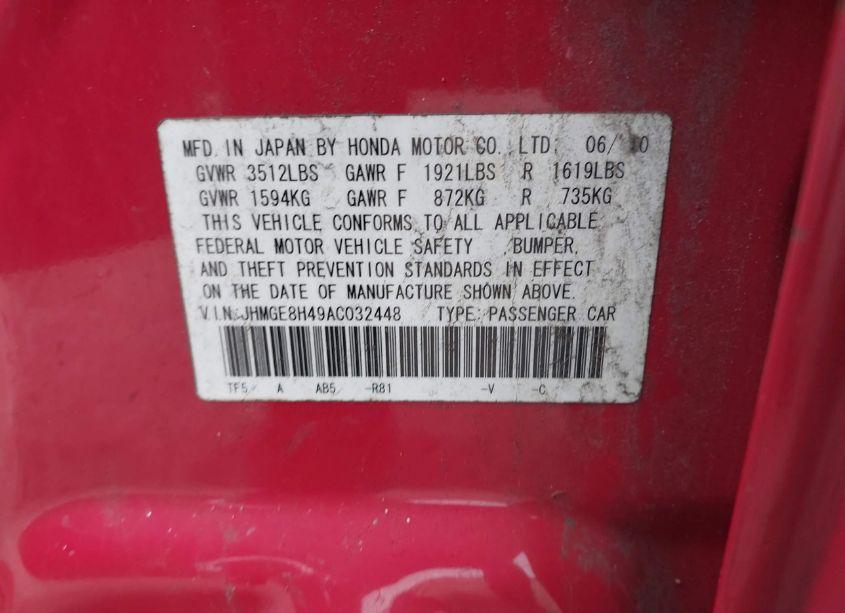 MFD. IN JAPAN BY HONDA MOTOR CO., LTD. 06/10
GVWR 3512LBS GAWR F 1921LBS R 1619LBS
GVWR 1594KG GAWR F 872KG R 735KG
THIS VEHICLE CONFORMS TO ALL APPLICABLE
FEDERAL MOTOR VEHICLE SAFETY BUMPER,
AND THEFT PREVENTION STANDARDS IN EFFECT
ON THE DATE OF MANUFACTURE SHOWN ABOVE.
V.I.N: JHMGE8H49AC032448 TYPE: PASSENGER CAR
TF5/ A AB5/ -R81 -V -C